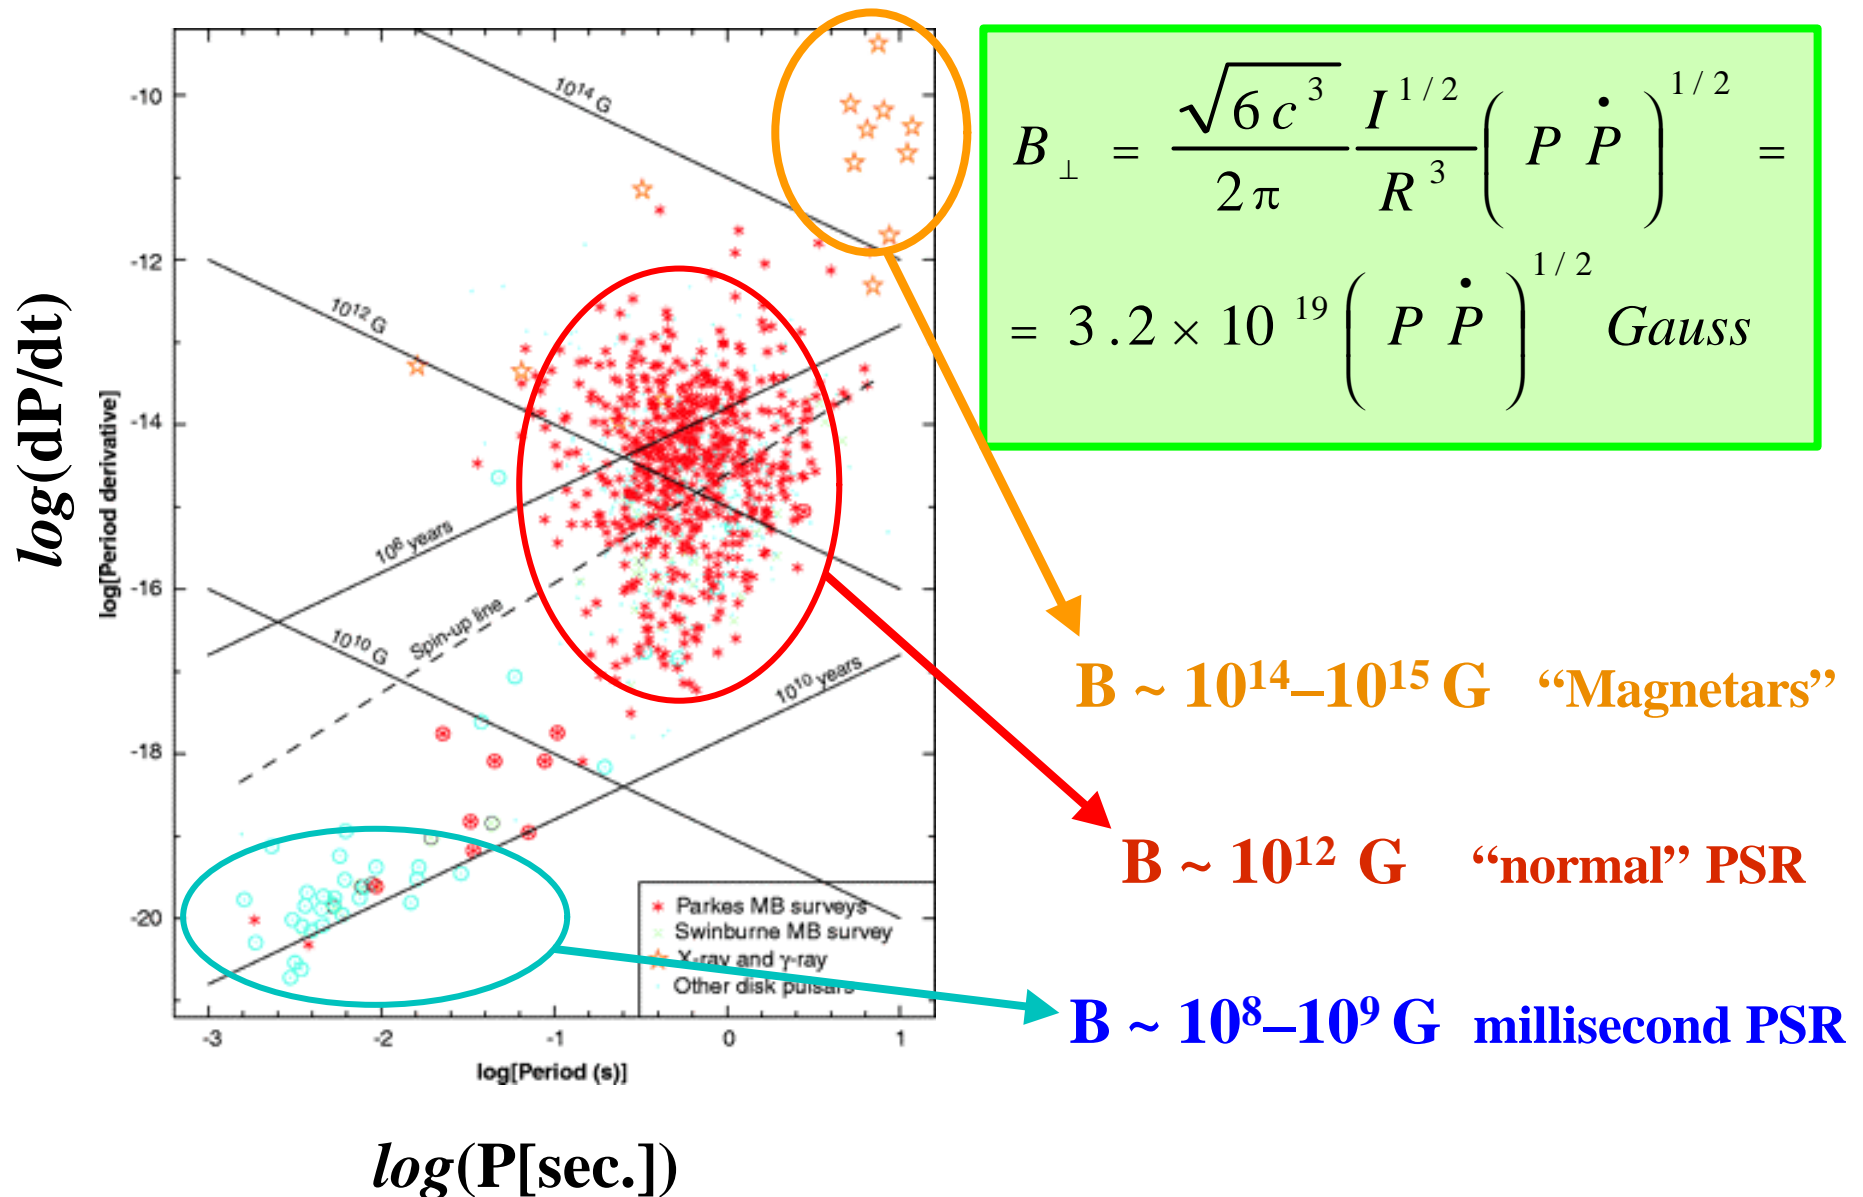 B⊥ = √6c³ / 2π I^1/2 / R³ ( P Ṗ )^1/2 =
= 3.2 × 10^19 ( P Ṗ )^1/2 Gauss
log(dP/dt)
log[Period derivative]
-10
-12
-14
-16
-18
-20
10¹⁴ G
10¹² G
10⁶ years
Spin-up line
10¹⁰ G
10¹⁰ years
Parkes MB surveys
Swinburne MB survey
X-ray and γ-ray
Other disk pulsars
-3
-2
-1
0
1
log[Period (s)]
log(P[sec.])
B ~ 10¹⁴–10¹⁵ G “Magnetars”
B ~ 10¹² G “normal” PSR
B ~ 10⁸–10⁹ G millisecond PSR